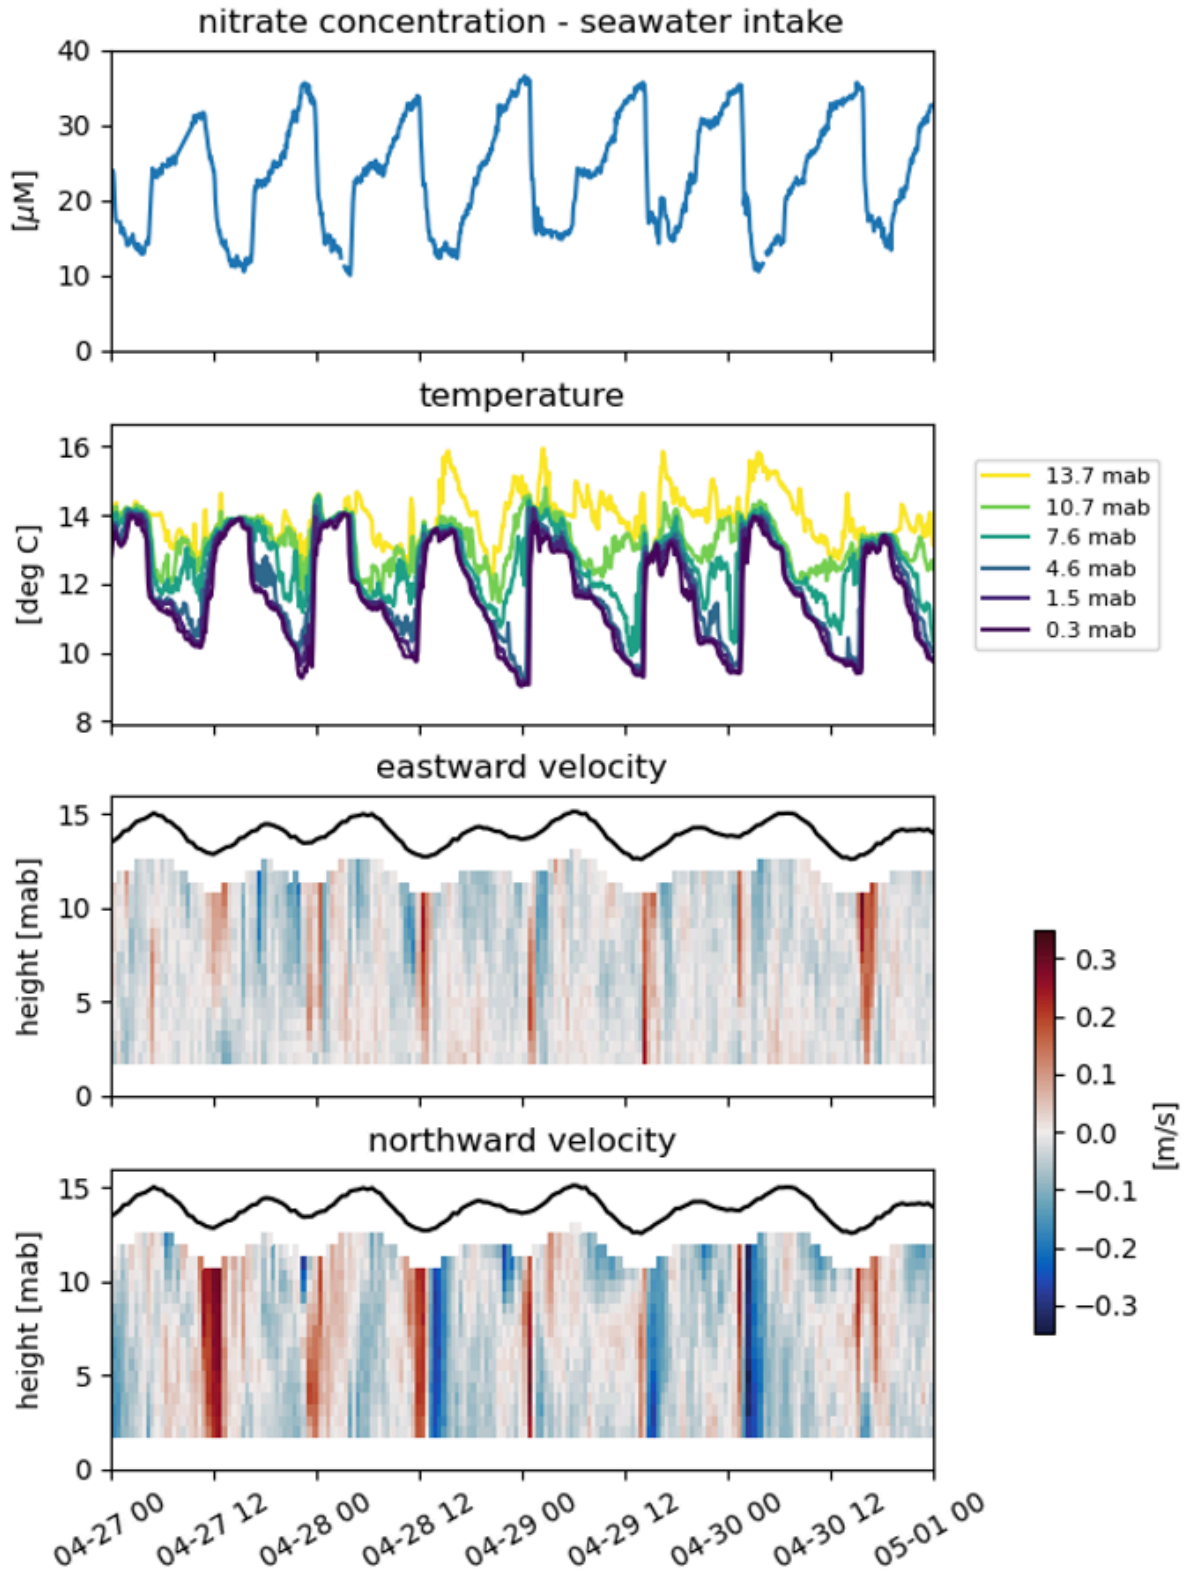 nitrate concentration - seawater intake
40
30
20
10
0
[μM]
temperature
16
14
12
10
8
[deg C]
13.7 mab
10.7 mab
7.6 mab
4.6 mab
1.5 mab
0.3 mab
eastward velocity
15
10
5
0
height [mab]
northward velocity
15
10
5
0
height [mab]
0.3
0.2
0.1
0.0
−0.1
−0.2
−0.3
[m/s]
04-27 00
04-27 12
04-28 00
04-28 12
04-29 00
04-29 12
04-30 00
04-30 12
05-01 00